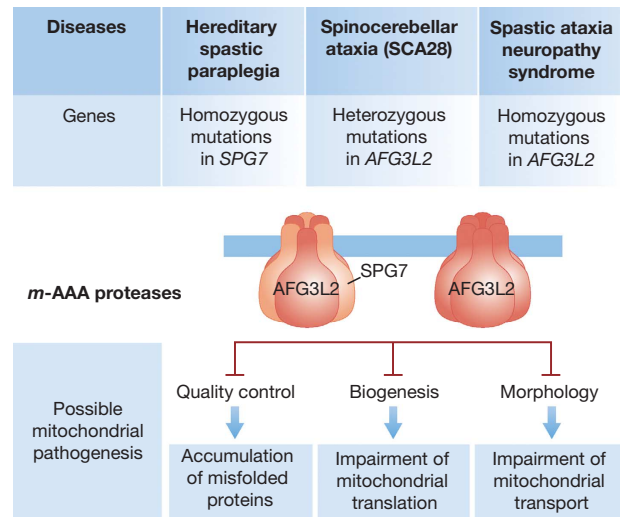 Diseases
Hereditary
spastic
paraplegia
Spinocerebellar
ataxia (SCA28)
Spastic ataxia
neuropathy
syndrome
Genes
Homozygous
mutations
in SPG7
Heterozygous
mutations
in AFG3L2
Homozygous
mutations
in AFG3L2
m-AAA proteases
AFG3L2
SPG7
AFG3L2
Possible
mitochondrial
pathogenesis
Quality control
Biogenesis
Morphology
Accumulation
of misfolded
proteins
Impairment of
mitochondrial
translation
Impairment of
mitochondrial
transport